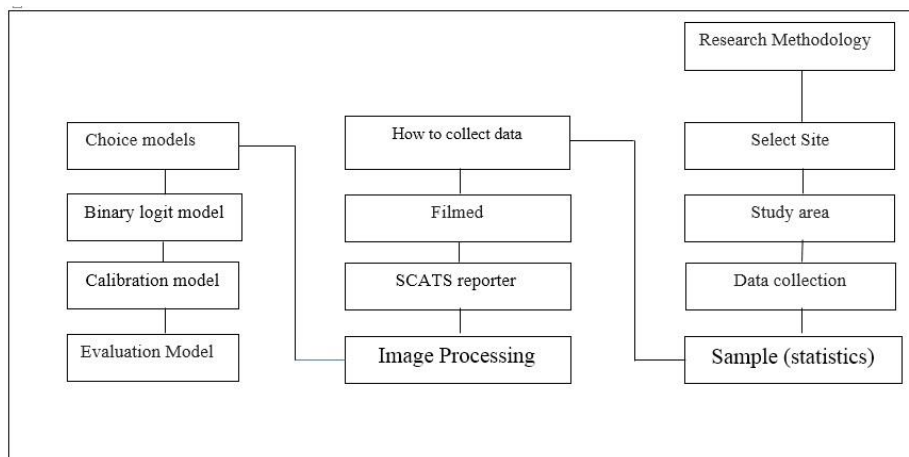 Research Methodology
Choice models
How to collect data
Select Site
Binary logit model
Filmed
Study area
Calibration model
SCATS reporter
Data collection
Evaluation Model
Image Processing
Sample (statistics)